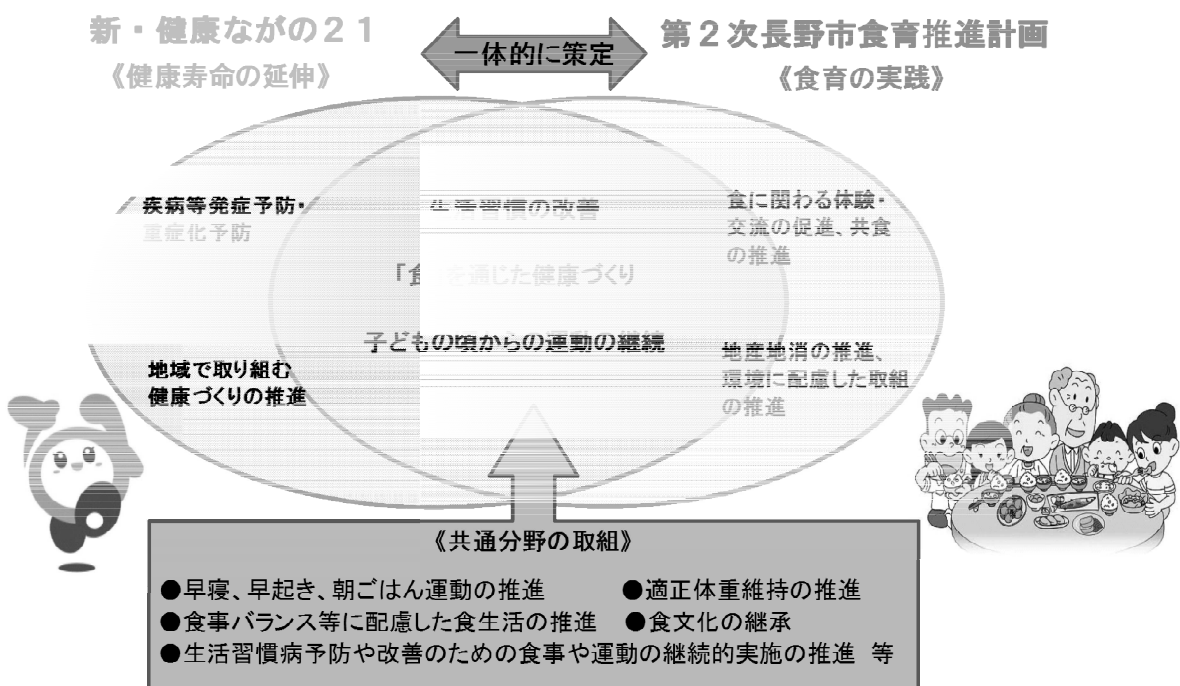 新・健康ながの２１
《健康寿命の延伸》
一体的に策定
第２次長野市食育推進計画
《食育の実践》
疾病等発症予防・
重症化予防
地域で取り組む
健康づくりの推進
生活習慣の改善
「食」を通じた健康づくり
子どもの頃からの運動の継続
食に関わる体験・
交流の促進、共食
の推進
地産地消の推進、
環境に配慮した取組
の推進
《共通分野の取組》
●早寝、早起き、朝ごはん運動の推進　●適正体重維持の推進
●食事バランス等に配慮した食生活の推進　●食文化の継承
●生活習慣病予防や改善のための食事や運動の継続的実施の推進　等